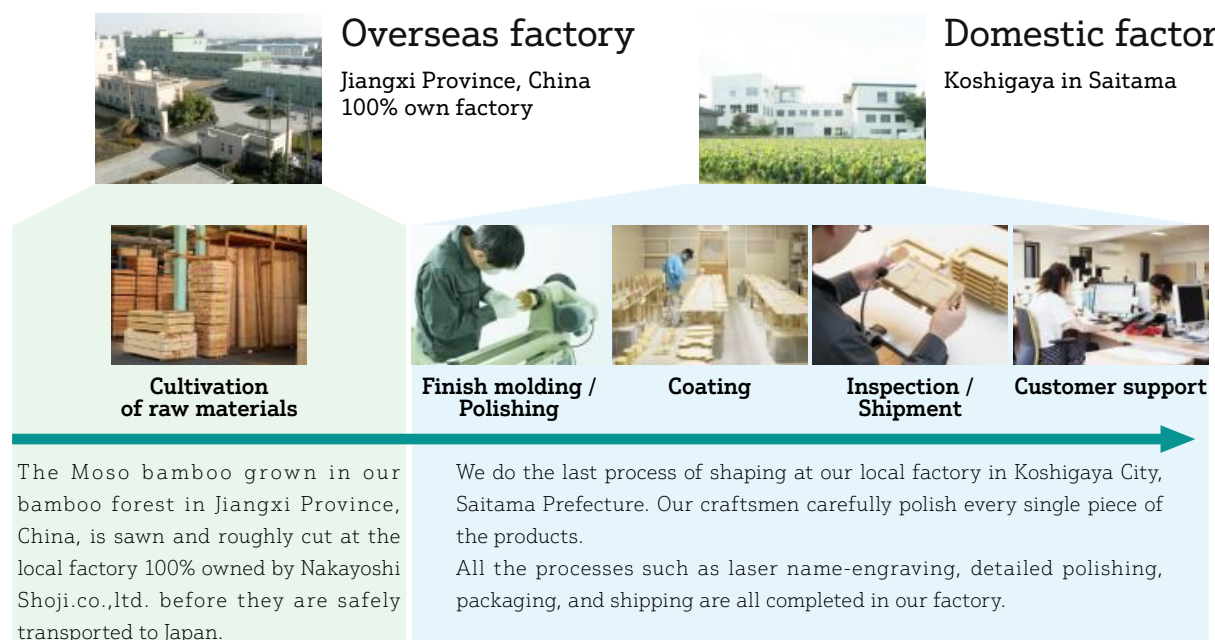 Overseas factory
Jiangxi Province, China
100% own factory
Domestic factor
Koshigaya in Saitama
Cultivation
of raw materials
Finish molding /
Polishing
Coating
Inspection /
Shipment
Customer support
The Moso bamboo grown in our
bamboo forest in Jiangxi Province,
China, is sawn and roughly cut at the
local factory 100% owned by Nakayoshi
Shoji.co.,ltd. before they are safely
transported to Japan.
We do the last process of shaping at our local factory in Koshigaya City,
Saitama Prefecture. Our craftsmen carefully polish every single piece of
the products.
All the processes such as laser name-engraving, detailed polishing,
packaging, and shipping are all completed in our factory.